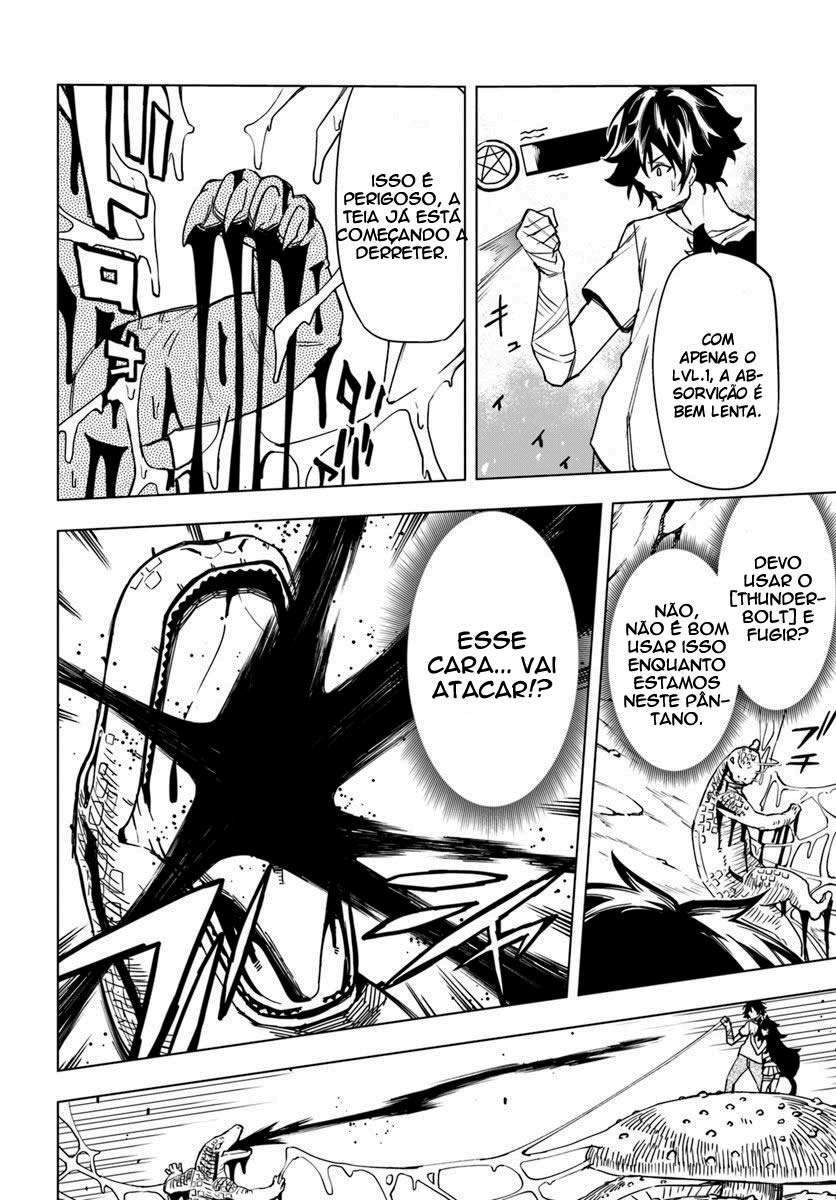 COM
APENAS O
LVL.1, A AB-
SORVIÇÃO É
BEM LENTA.
ISSO É
PERIGOSO, A
TEIA JÁ ESTÁ
COMEÇANDO A
DERRETER.
DEVO
USAR O
[THUNDER-
BOLT] E
FUGIR?
NÃO,
NÃO É BOM
USAR ISSO
ENQUANTO
ESTAMOS
NESTE PÂN-
TANO.
ESSE
CARA... VAI
ATACAR!?